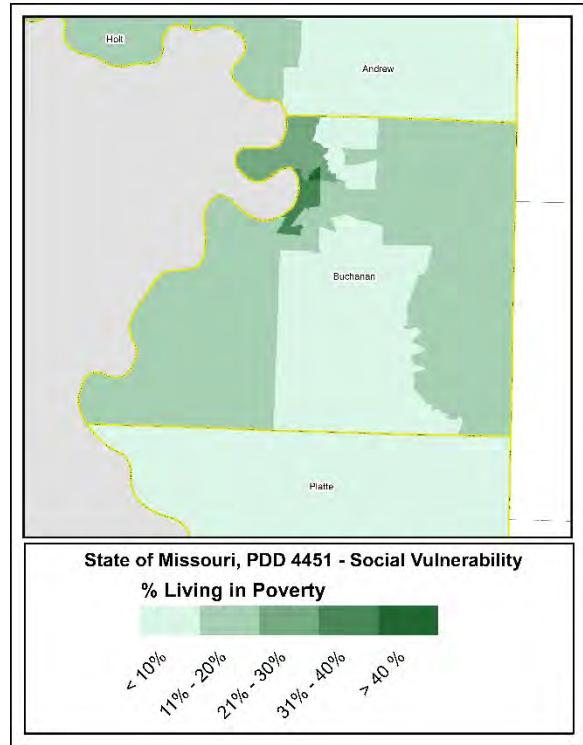 Holt
Andrew
Buchanan
Platte
State of Missouri, PDD 4451 - Social Vulnerability
% Living in Poverty
< 10%
11% - 20%
21% - 30%
31% - 40%
> 40 %